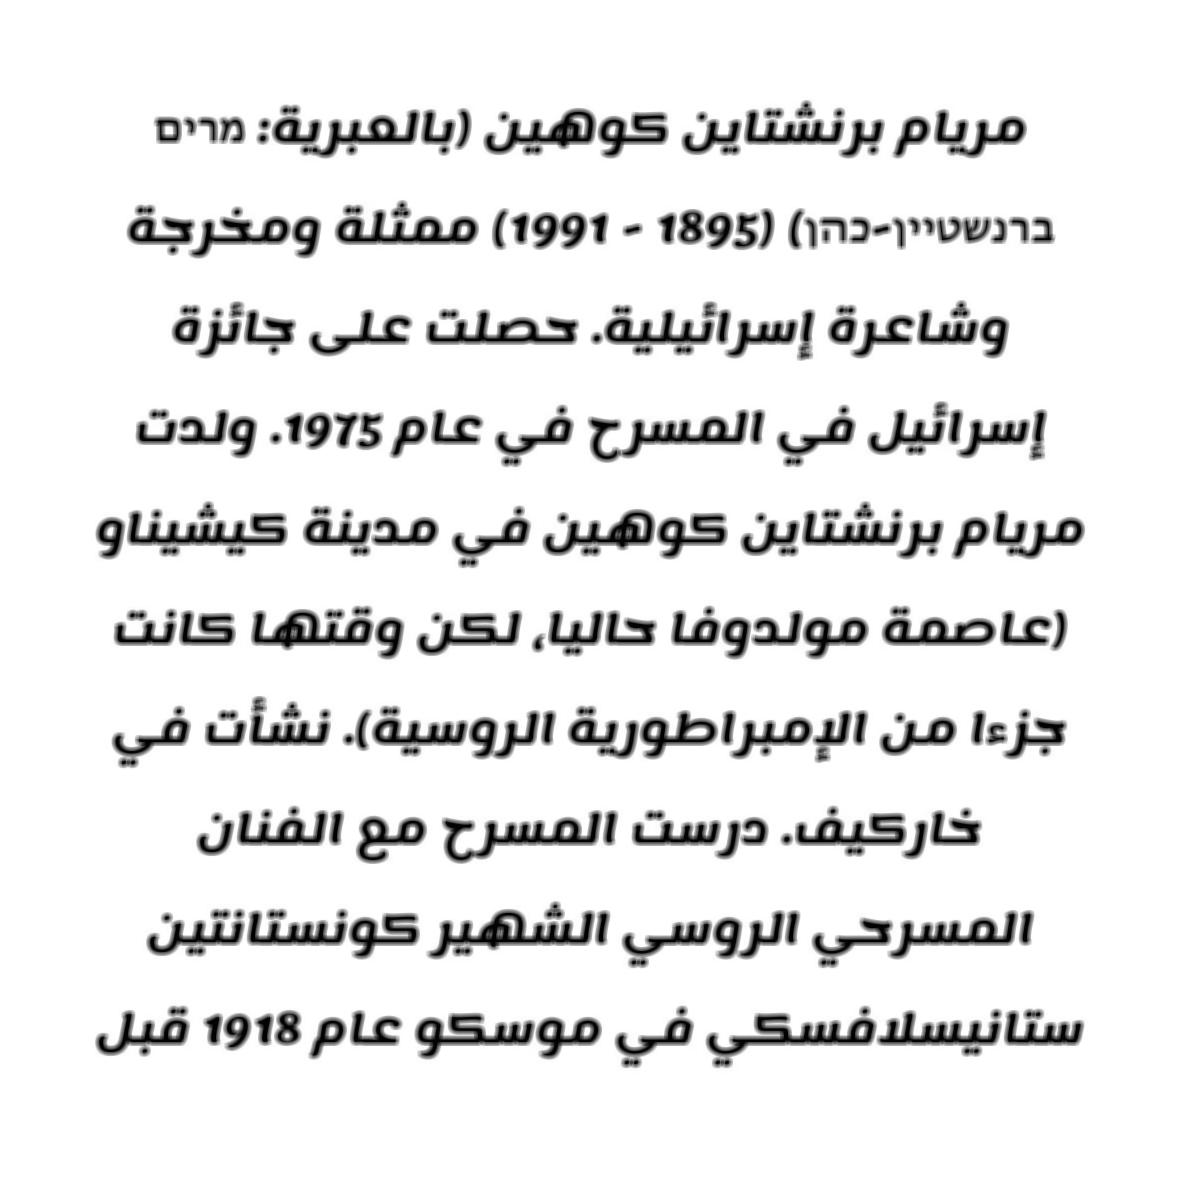 مريام برنشتاين كوهين (بالعبرية: מרים
ברנשטיין-כהן) (1895 - 1991) ممثلة ومخرجة
وشاعرة إسرائيلية. حصلت على جائزة
إسرائيل في المسرح في عام 1975. ولدت
مريام برنشتاين كوهين في مدينة كيشيناو
(عاصمة مولدوفا حاليا، لكن وقتها كانت
جزءا من الإمبراطورية الروسية). نشأت في
خاركيف. درست المسرح مع الفنان
المسرحي الروسي الشهير كونستانتين
ستانيسلافسكي في موسكو عام 1918 قبل